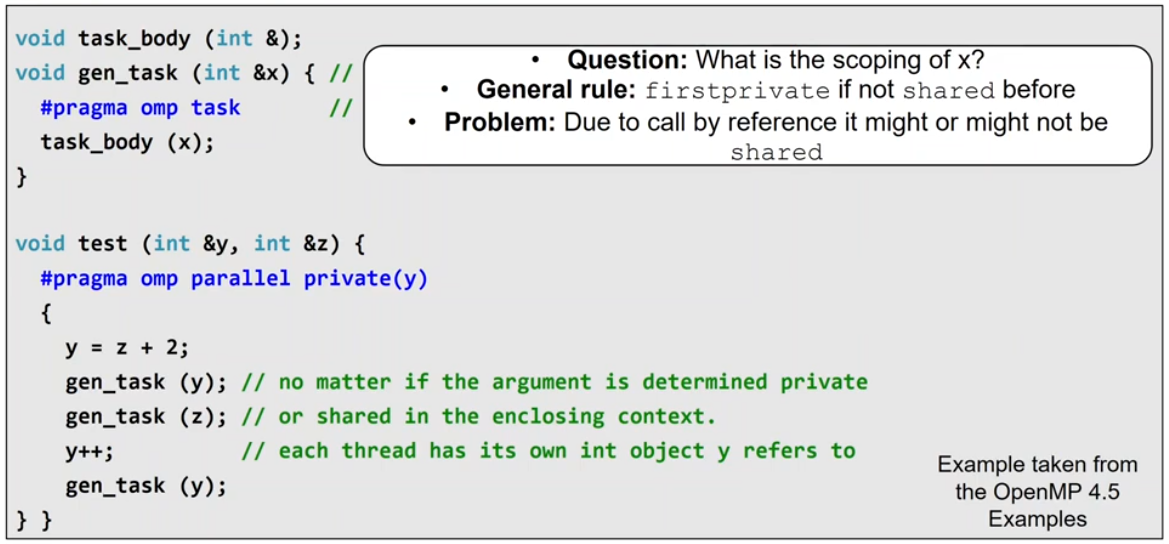 void task_body (int &);
void gen_task (int &x) { //
#pragma omp task //
task_body (x);
}
• Question: What is the scoping of x?
• General rule: firstprivate if not shared before
• Problem: Due to call by reference it might or might not be
shared
void test (int &y, int &z) {
#pragma omp parallel private(y)
{
y = z + 2;
gen_task (y); // no matter if the argument is determined private
gen_task (z); // or shared in the enclosing context.
y++; // each thread has its own int object y refers to
gen_task (y);
} }
Example taken from
the OpenMP 4.5
Examples